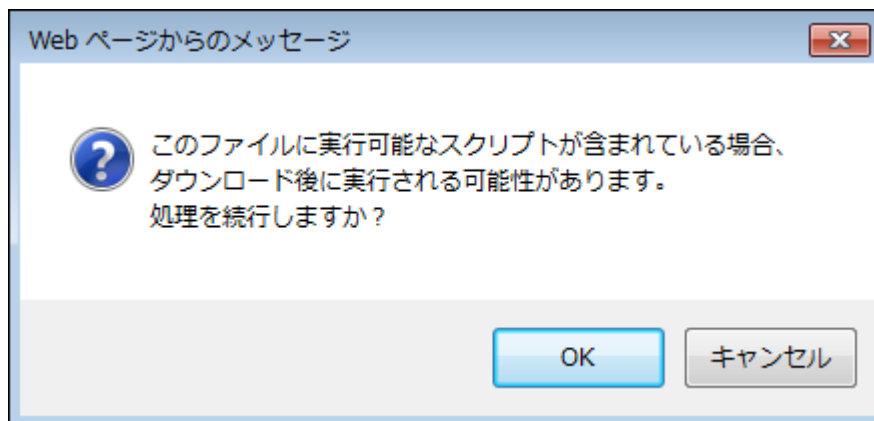 Web ページからのメッセージ
このファイルに実行可能なスクリプトが含まれている場合、
ダウンロード後に実行される可能性があります。
処理を続行しますか？
OK
キャンセル